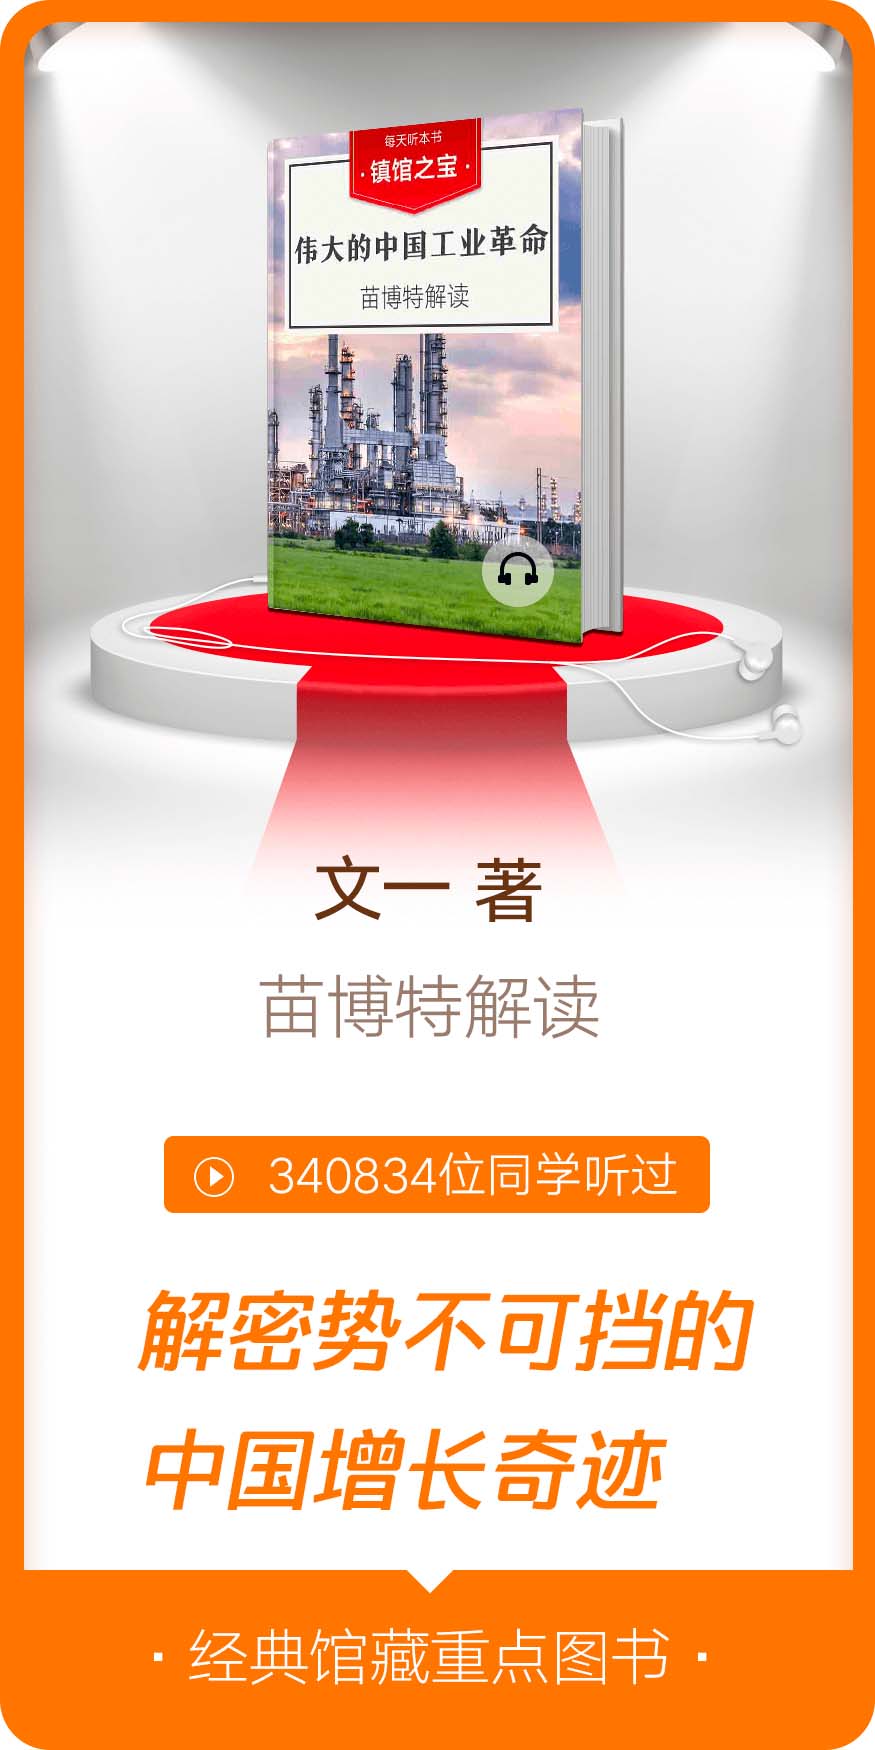 每天听本书
·镇馆之宝·
伟大的中国工业革命
苗博特解读
文一 著
苗博特解读
340834位同学听过
解密势不可挡的
中国增长奇迹
·经典馆藏重点图书·